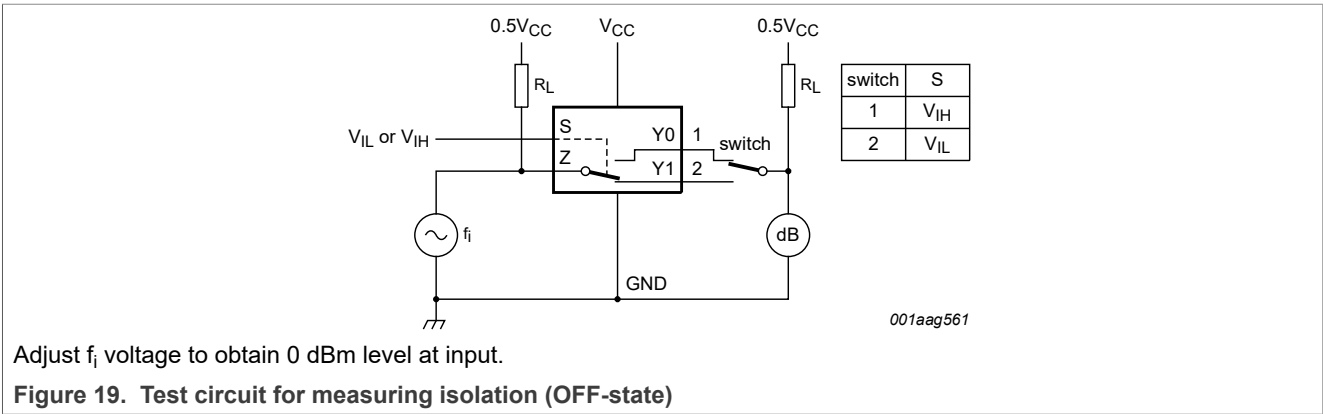 0.5VCC VCC 0.5VCC
RL RL
switch S
1 VIH
2 VIL
VIL or VIH
S
Z
Y0 1
Y1 2
switch
fi
dB
GND
001aag561
Adjust fi voltage to obtain 0 dBm level at input.
Figure 19. Test circuit for measuring isolation (OFF-state)